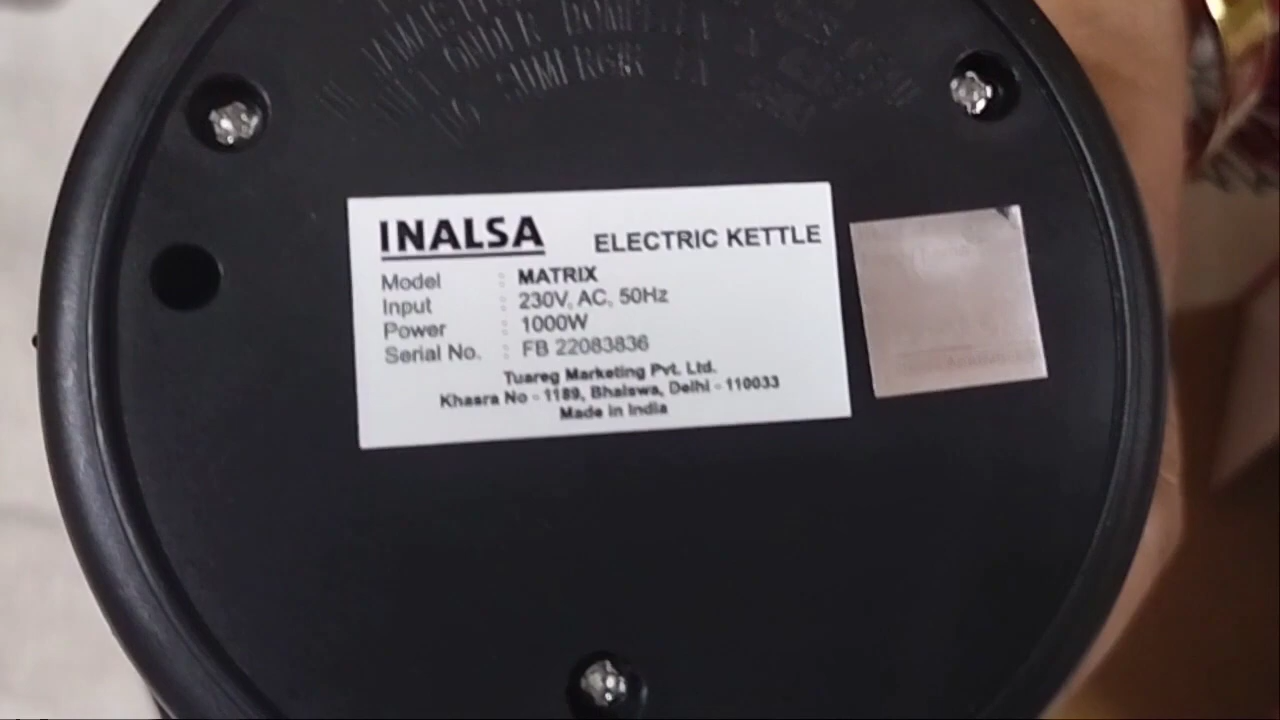 INALSA ELECTRIC KETTLE
Model : MATRIX
Input : 230V, AC, 50Hz
Power : 1000W
Serial No. : FB 22083836
Tuareg Marketing Pvt. Ltd.
Khasra No - 1189, Bhalswa, Delhi - 110033
Made in India